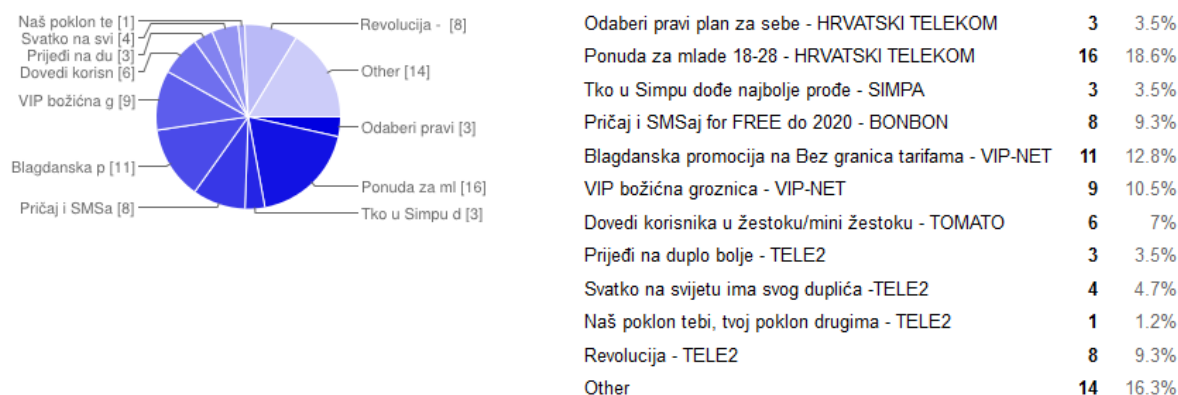 Naš poklon te [1]
Svatko na svi [4]
Prijeđi na du [3]
Dovedi korisn [6]
VIP božićna g [9]
Blagdanska p [11]
Pričaj i SMSa [8]
Revolucija - [8]
Other [14]
Odaberi pravi [3]
Ponuda za ml [16]
Tko u Simpu d [3]
Odaberi pravi plan za sebe - HRVATSKI TELEKOM 3 3.5%
Ponuda za mlade 18-28 - HRVATSKI TELEKOM 16 18.6%
Tko u Simpu dođe najbolje prođe - SIMPA 3 3.5%
Pričaj i SMSaj for FREE do 2020 - BONBON 8 9.3%
Blagdanska promocija na Bez granica tarifama - VIP-NET 11 12.8%
VIP božićna groznica - VIP-NET 9 10.5%
Dovedi korisnika u žestoku/mini žestoku - TOMATO 6 7%
Prijeđi na duplo bolje - TELE2 3 3.5%
Svatko na svijetu ima svog duplića -TELE2 4 4.7%
Naš poklon tebi, tvoj poklon drugima - TELE2 1 1.2%
Revolucija - TELE2 8 9.3%
Other 14 16.3%